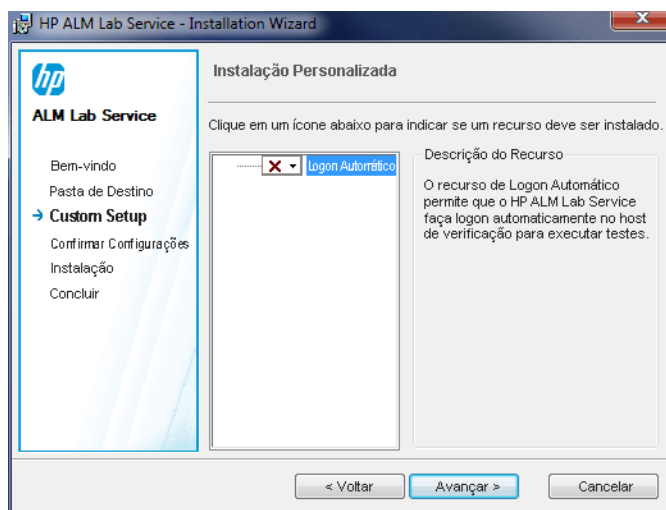 HP ALM Lab Service - Installation Wizard
hp
ALM Lab Service
Bem-vindo
Pasta de Destino
Custom Setup
Confirmar Configurações
Instalação
Concluir
Instalação Personalizada
Clique em um ícone abaixo para indicar se um recurso deve ser instalado.
Logon Automático
Descrição do Recurso
O recurso de Logon Automático
permite que o HP ALM Lab Service
faça logon automaticamente no host
de verificação para executar testes.
< Voltar
Avançar >
Cancelar